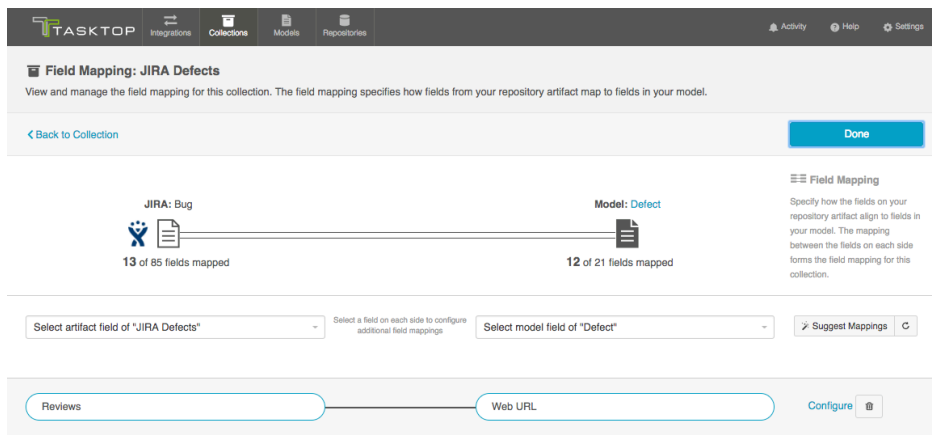 TASKTOP
Integrations
Collections
Models
Repositories
Activity
Help
Settings
Field Mapping: JIRA Defects
View and manage the field mapping for this collection. The field mapping specifies how fields from your repository artifact map to fields in your model.
Back to Collection
Done
JIRA: Bug
13 of 85 fields mapped
Model: Defect
12 of 21 fields mapped
Field Mapping
Specify how the fields on your
repository artifact align to fields in
your model. The mapping
between the fields on each side
forms the field mapping for this
collection.
Select artifact field of "JIRA Defects"
Select a field on each side to configure
additional field mappings
Select model field of "Defect"
Suggest Mappings
Reviews
Web URL
Configure